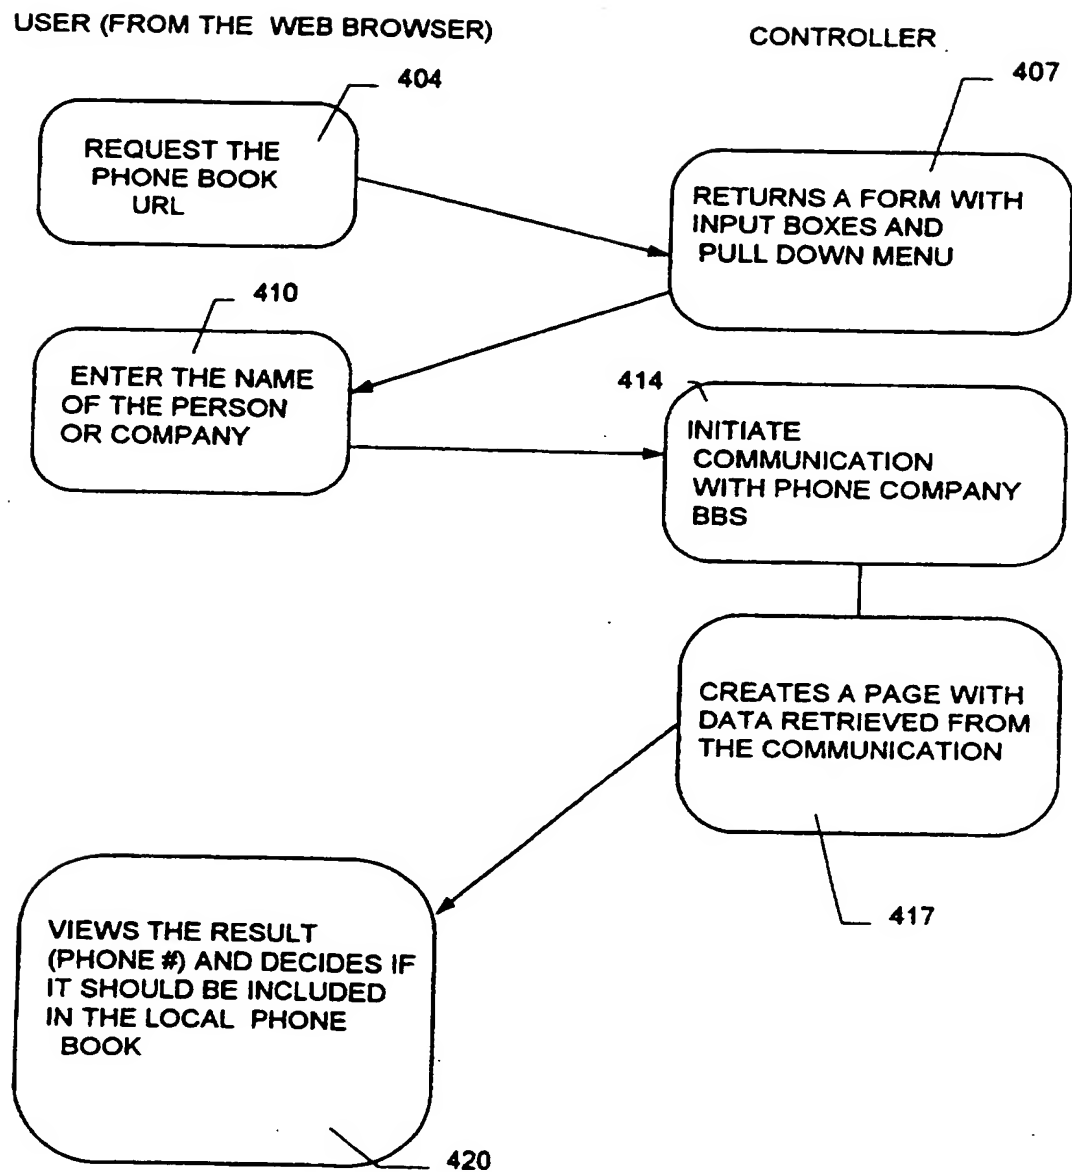 USER (FROM THE WEB BROWSER)
CONTROLLER
404
407
REQUEST THE
PHONE BOOK
URL
RETURNS A FORM WITH
INPUT BOXES AND
PULL DOWN MENU
410
ENTER THE NAME
OF THE PERSON
OR COMPANY
414
INITIATE
COMMUNICATION
WITH PHONE COMPANY
BBS
CREATES A PAGE WITH
DATA RETRIEVED FROM
THE COMMUNICATION
417
VIEWS THE RESULT
(PHONE #) AND DECIDES IF
IT SHOULD BE INCLUDED
IN THE LOCAL PHONE
BOOK
420